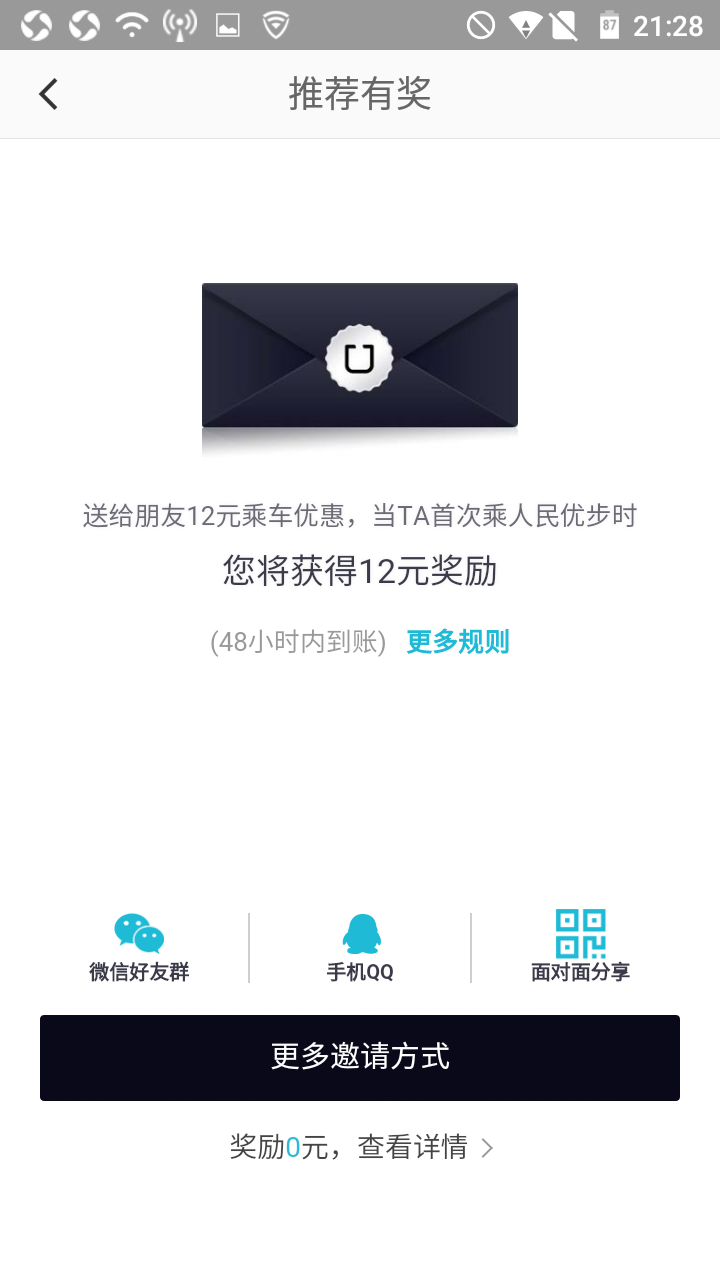 87 21:28
推荐有奖
送给朋友12元乘车优惠，当TA首次乘人民优步时
您将获得12元奖励
(48小时内到账) 更多规则
微信好友群 手机QQ 面对面分享
更多邀请方式
奖励0元，查看详情